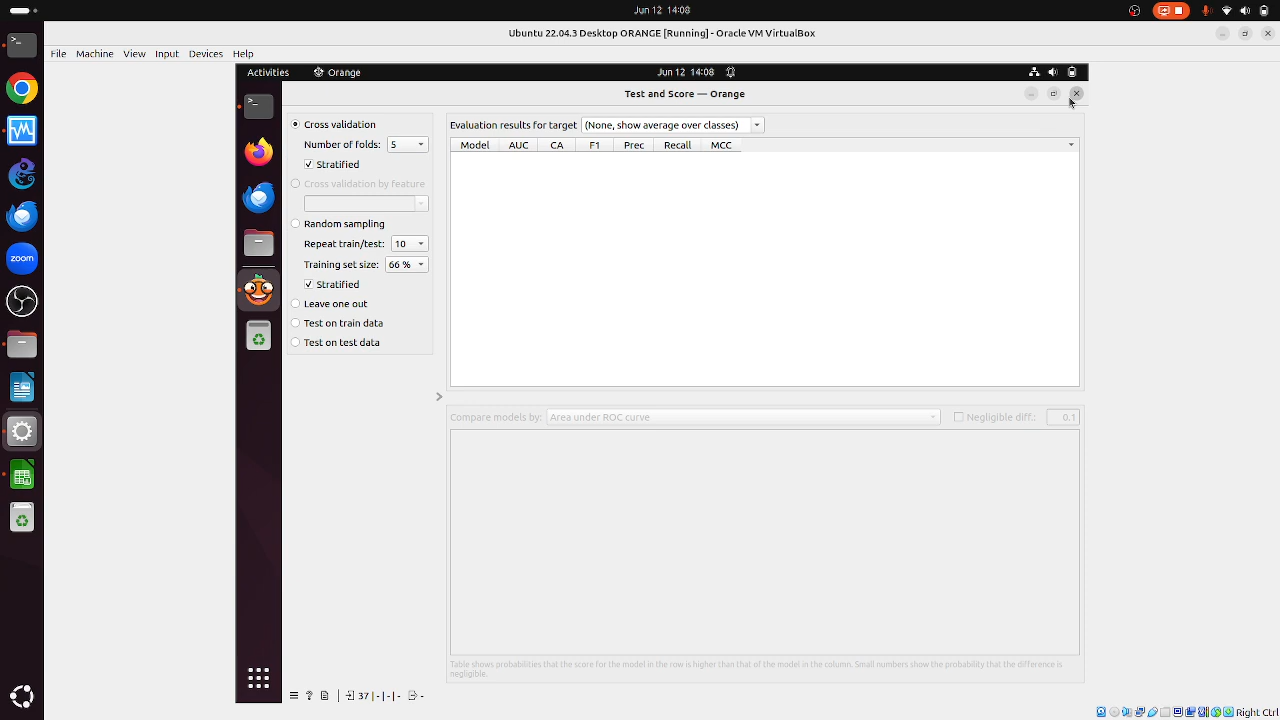 Jun 12 14:08
Ubuntu 22.04.3 Desktop ORANGE [Running] - Oracle VM VirtualBox
File Machine View Input Devices Help
Activities Orange Jun 12 14:08
Test and Score — Orange
Cross validation
Number of folds: 5
Stratified
Cross validation by feature
Random sampling
Repeat train/test: 10
Training set size: 66 %
Stratified
Leave one out
Test on train data
Test on test data
Evaluation results for target (None, show average over classes)
Model AUC CA F1 Prec Recall MCC
Compare models by: Area under ROC curve Negligible diff.: 0.1
Table shows probabilities that the score for the model in the row is higher than that of the model in the column. Small numbers show the probability that the difference is
negligible.
? 37 | - | - | - -
zoom
Right Ctrl